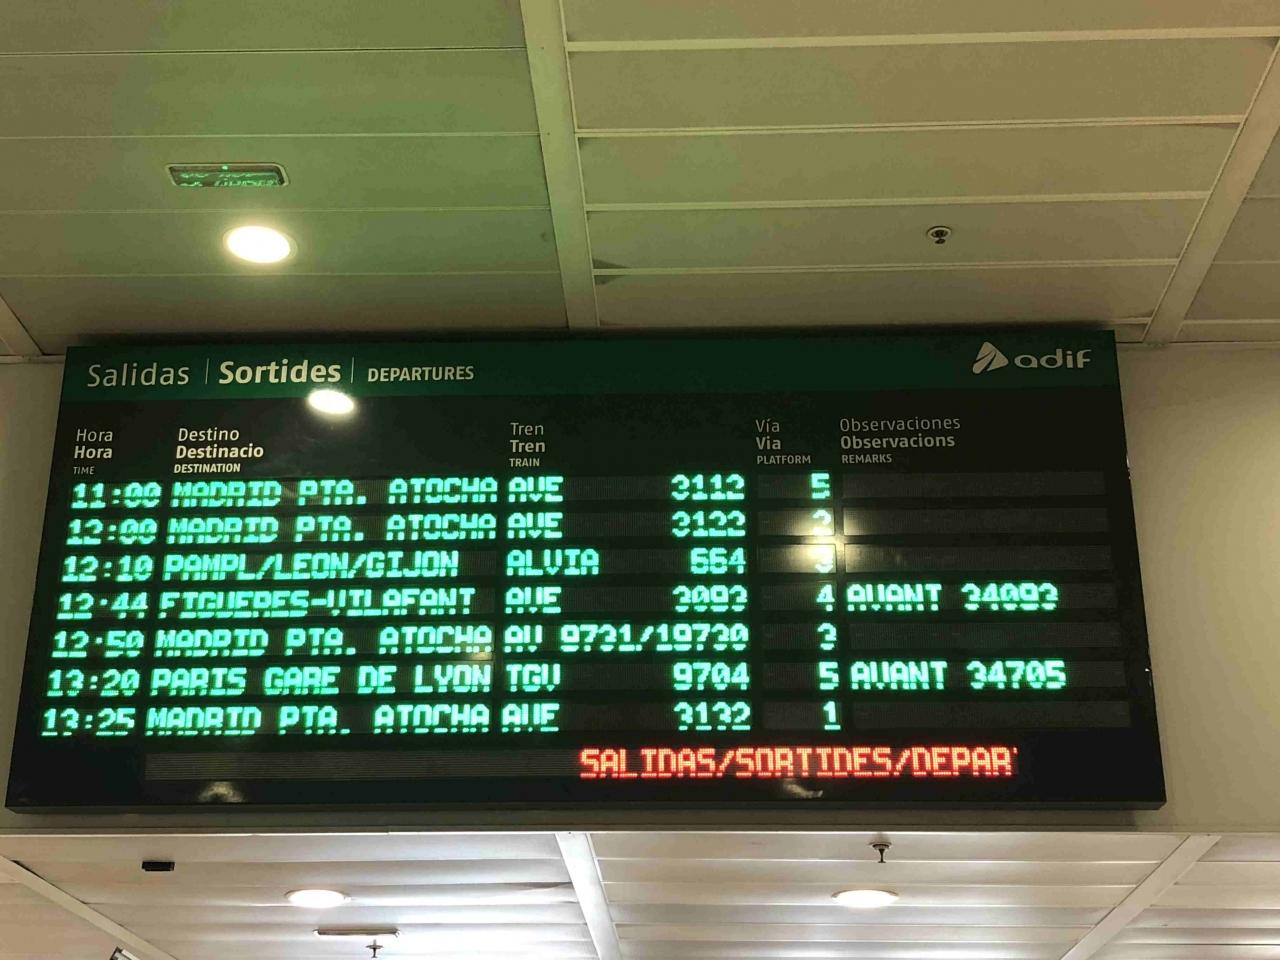 Salidas | Sortides | DEPARTURES adif
Hora Destino Tren Vía Observaciones
Hora Destinacio Tren Via Observacions
TIME DESTINATION TRAIN PLATFORM REMARKS
11:00 MADRID PTA. ATOCHA AVE 3112 5
12:00 MADRID PTA. ATOCHA AVE 3122 2
12:10 PAMPL/LEON/GIJON ALVIA 664 3
12:44 FIGUERES-VILAFANT AVE 3093 4 AVANT 34093
12:50 MADRID PTA. ATOCHA AV 9731/19730 3
13:20 PARIS GARE DE LYON TGV 9704 5 AVANT 34705
13:25 MADRID PTA. ATOCHA AVE 3132 1
SALIDAS/SORTIDES/DEPAR